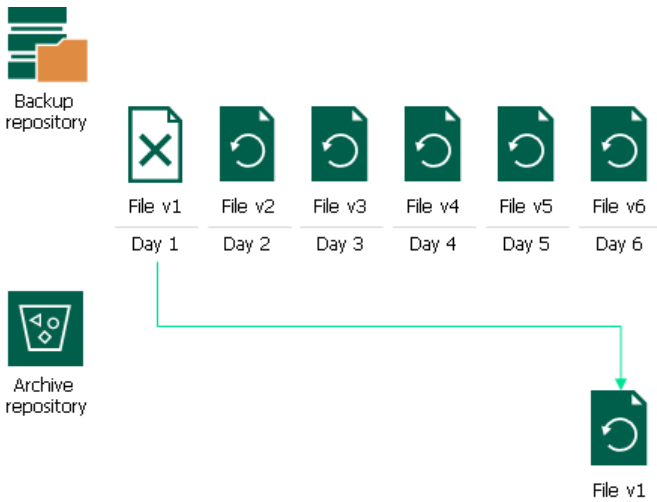 Backup
repository
File v1 File v2 File v3 File v4 File v5 File v6
Day 1 Day 2 Day 3 Day 4 Day 5 Day 6
Archive
repository
File v1